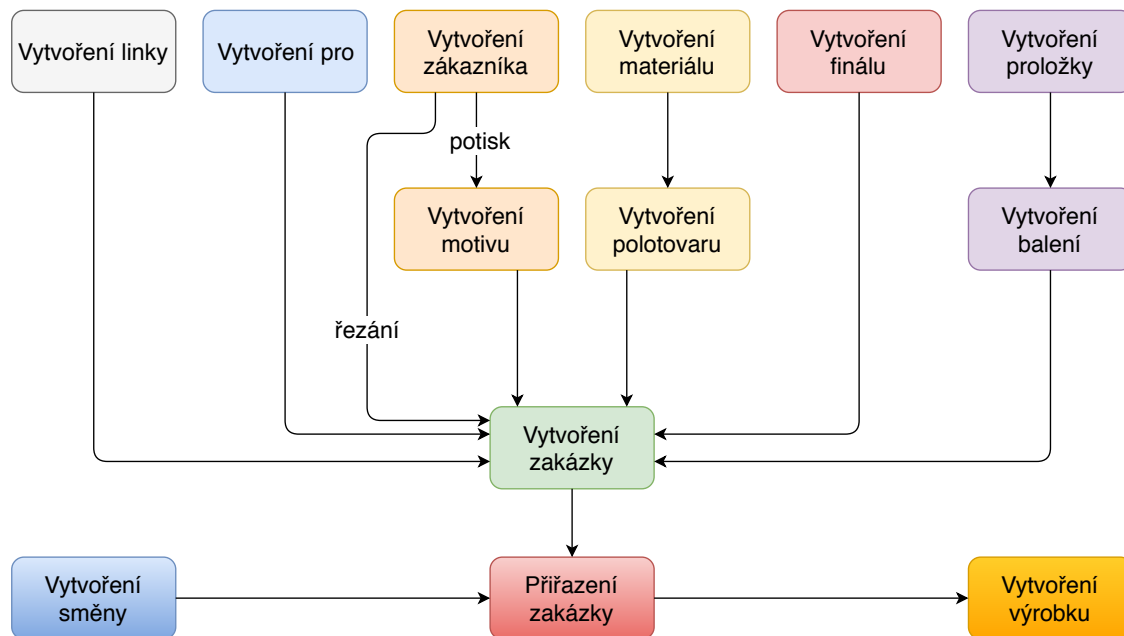 Vytvoření linky
Vytvoření pro
Vytvoření
zákazníka
Vytvoření
materiálu
Vytvoření
finálu
Vytvoření
proložky
potisk
Vytvoření
motivu
Vytvoření
polotovaru
Vytvoření
balení
řezání
Vytvoření
zakázky
Vytvoření
směny
Přiřazení
zakázky
Vytvoření
výrobku